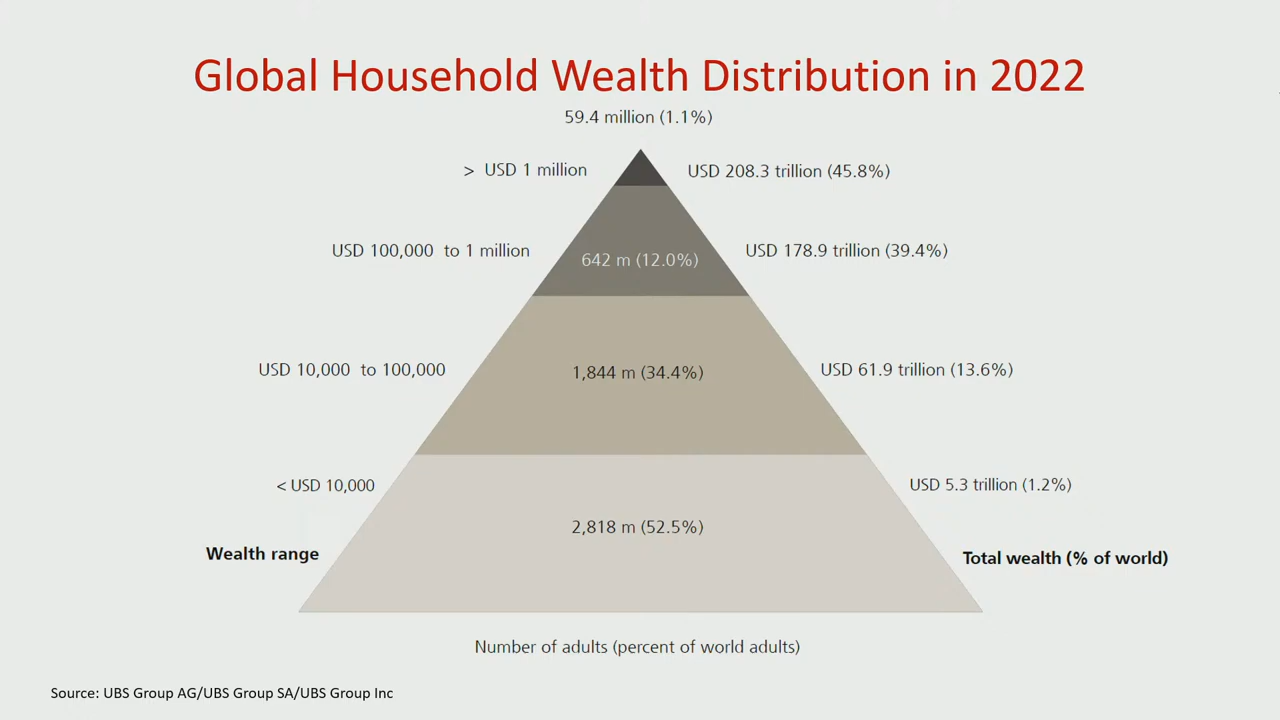 Global Household Wealth Distribution in 2022
59.4 million (1.1%)
> USD 1 million
USD 208.3 trillion (45.8%)
USD 100,000 to 1 million
642 m (12.0%)
USD 178.9 trillion (39.4%)
USD 10,000 to 100,000
1,844 m (34.4%)
USD 61.9 trillion (13.6%)
< USD 10,000
2,818 m (52.5%)
USD 5.3 trillion (1.2%)
Wealth range
Total wealth (% of world)
Number of adults (percent of world adults)
Source: UBS Group AG/UBS Group SA/UBS Group Inc